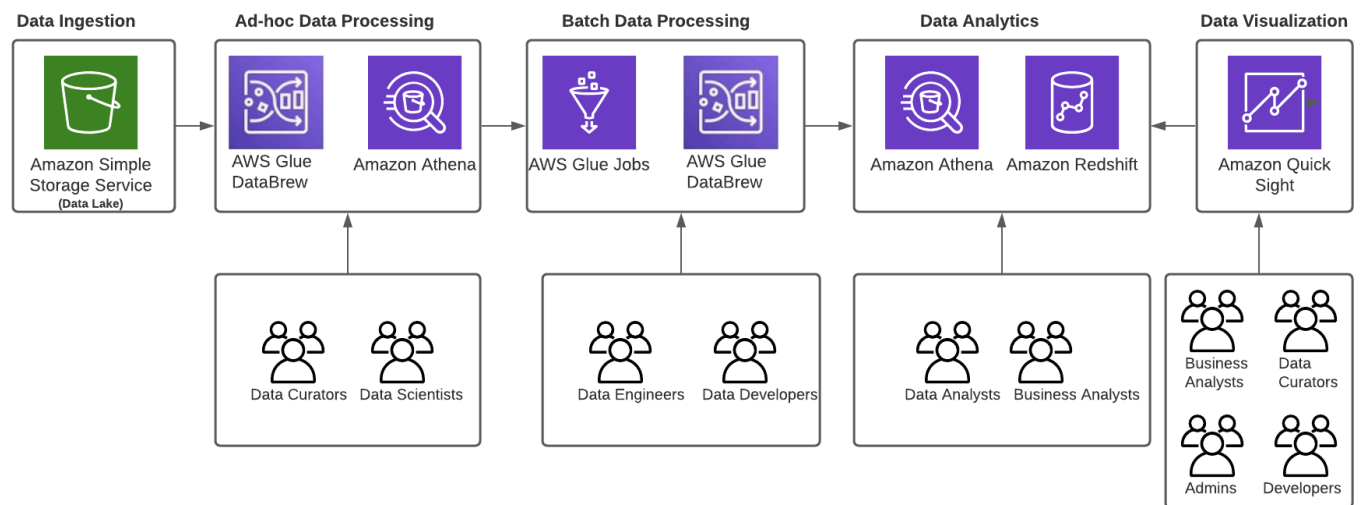 Data Ingestion
Ad-hoc Data Processing
Batch Data Processing
Data Analytics
Data Visualization
Amazon Simple
Storage Service
(Data Lake)
AWS Glue
DataBrew
Amazon Athena
AWS Glue Jobs
AWS Glue
DataBrew
Amazon Athena
Amazon Redshift
Amazon Quick
Sight
Data Curators
Data Scientists
Data Engineers
Data Developers
Data Analysts
Business Analysts
Business
Analysts
Data
Curators
Admins
Developers